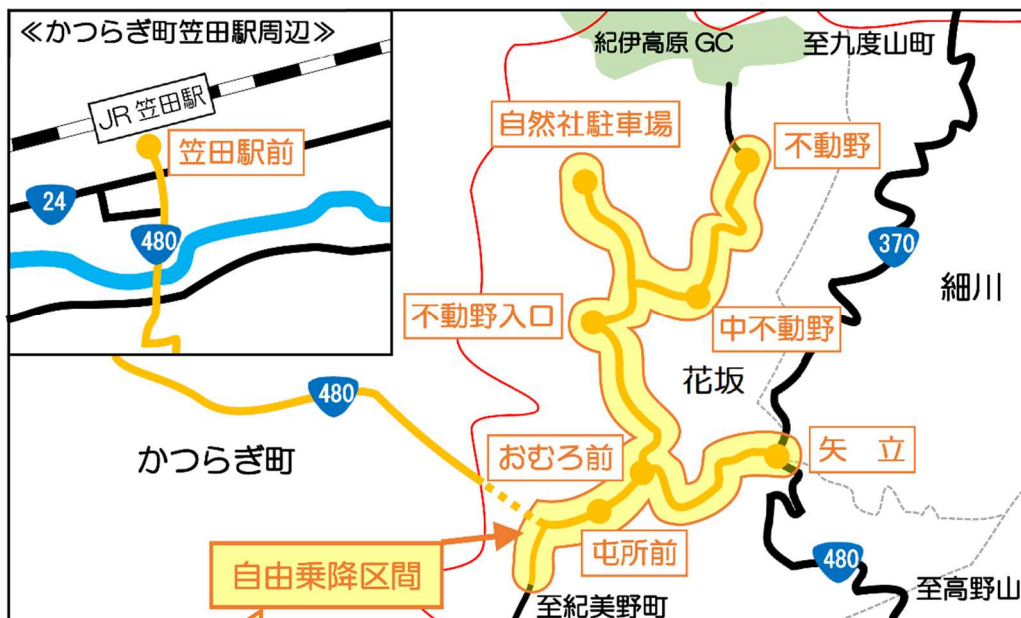 ≪かつらぎ町笠田駅周辺≫
JR 笠田駅
笠田駅前
24
480
紀伊高原 GC
至九度山町
自然社駐車場
不動野
370
細川
不動野入口
中不動野
花坂
480
かつらぎ町
おむろ前
矢 立
屯所前
自由乗降区間
480
至高野山
至紀美野町